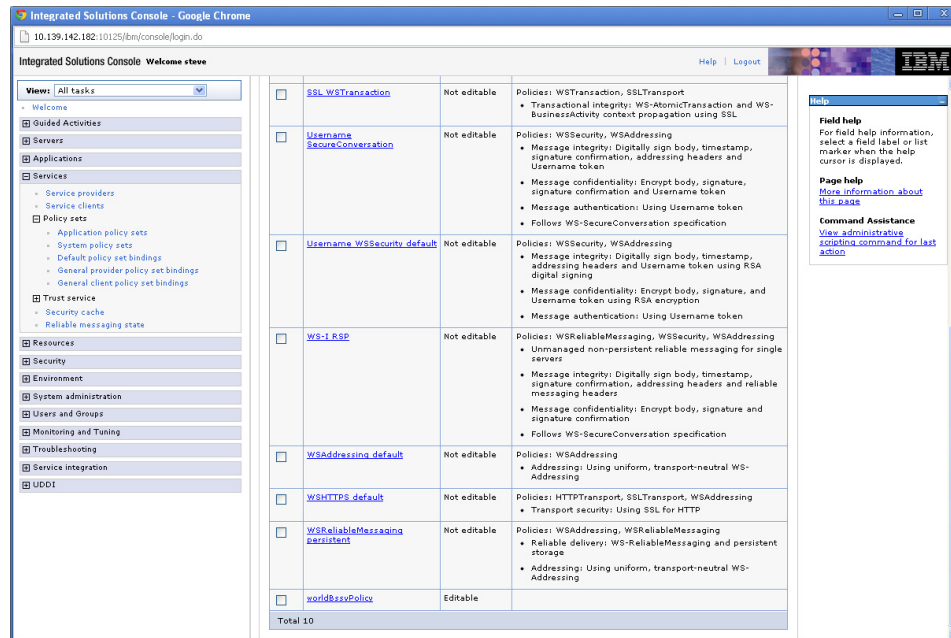 Integrated Solutions Console - Google Chrome
10.139.142.182:10125/ibm/console/login.do
Integrated Solutions Console Welcome steve
Help | Logout
IBM
View: All tasks
Welcome
Guided Activities
Servers
Applications
Services
Service providers
Service clients
Policy sets
Application policy sets
System policy sets
Default policy set bindings
General provider policy set bindings
General client policy set bindings
Trust service
Security cache
Reliable messaging state
Resources
Security
Environment
System administration
Users and Groups
Monitoring and Tuning
Troubleshooting
Service integration
UDDI
SSL WSTransaction
Not editable
Policies: WSTransaction, SSLTransport
• Transactional integrity: WS-AtomicTransaction and WS-
BusinessActivity context propagation using SSL
Username
SecureConversation
Not editable
Policies: WSSecurity, WSAddressing
• Message integrity: Digitally sign body, timestamp,
signature confirmation, addressing headers and
Username token
• Message confidentiality: Encrypt body, signature,
signature confirmation and Username token
• Message authentication: Using Username token
• Follows WS-SecureConversation specification
Username WSSecurity default
Not editable
Policies: WSSecurity, WSAddressing
• Message integrity: Digitally sign body, timestamp,
addressing headers and Username token using RSA
digital signing
• Message confidentiality: Encrypt body, signature, and
Username token using RSA encryption
• Message authentication: Using Username token
WS-I RSP
Not editable
Policies: WSReliableMessaging, WSSecurity, WSAddressing
• Unmanaged non-persistent reliable messaging for single
servers
• Message integrity: Digitally sign body, timestamp,
signature confirmation, addressing headers and reliable
messaging headers
• Message confidentiality: Encrypt body, signature and
signature confirmation
• Follows WS-SecureConversation specification
WSAddressing default
Not editable
Policies: WSAddressing
• Addressing: Using uniform, transport-neutral WS-
Addressing
WSHTTPS default
Not editable
Policies: HTTPTransport, SSLTransport, WSAddressing
• Transport security: Using SSL for HTTP
WSReliableMessaging
persistent
Not editable
Policies: WSAddressing, WSReliableMessaging
• Reliable delivery: WS-ReliableMessaging and persistent
storage
• Addressing: Using uniform, transport-neutral WS-
Addressing
worldBssvPolicy
Editable
Total 10
Help
Field help
For field help information,
select a field label or list
marker when the help
cursor is displayed.
Page help
More information about
this page
Command Assistance
View administrative
scripting command for last
action